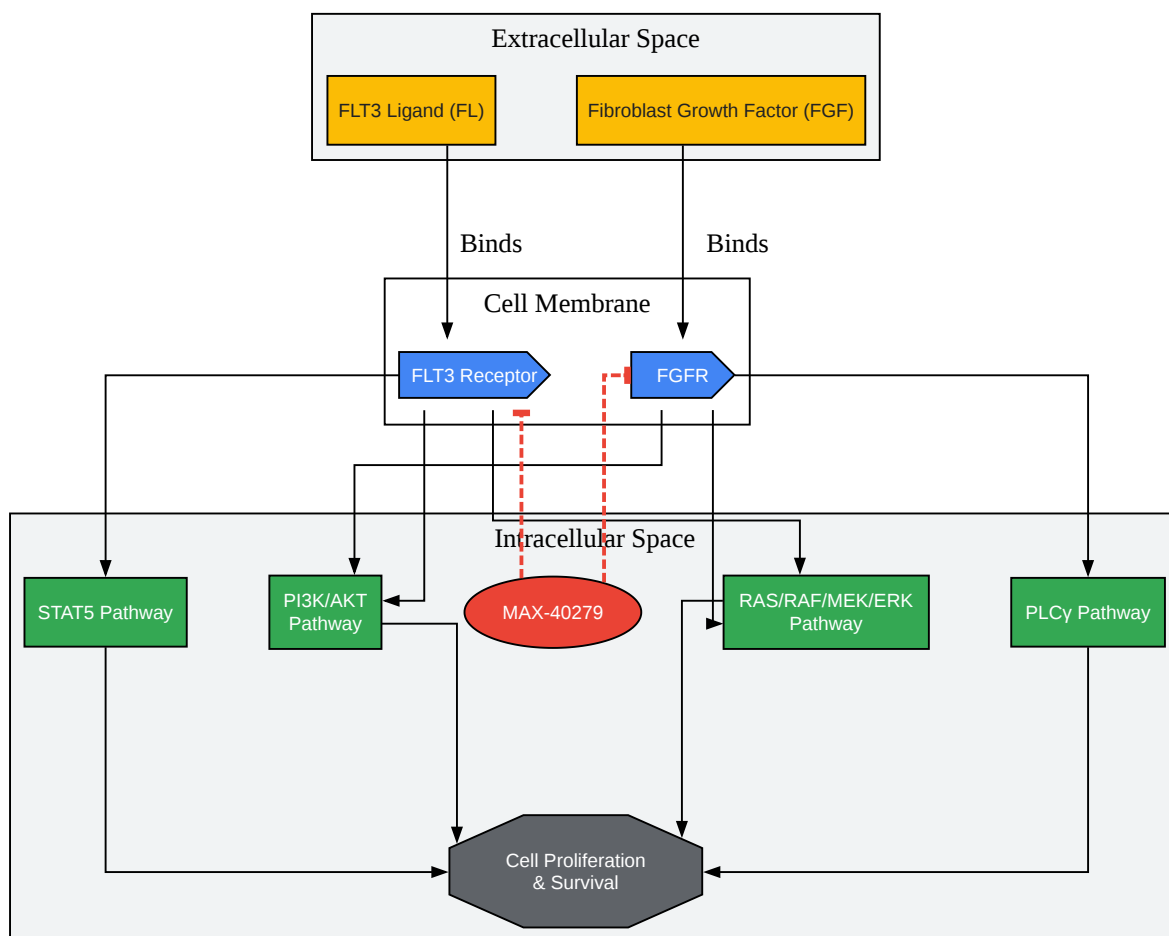 Extracellular Space
FLT3 Ligand (FL)
Fibroblast Growth Factor (FGF)
Binds
Binds
Cell Membrane
FLT3 Receptor
FGFR
Intracellular Space
STAT5 Pathway
PI3K/AKT
Pathway
MAX-40279
RAS/RAF/MEK/ERK
Pathway
PLCγ Pathway
Cell Proliferation
& Survival